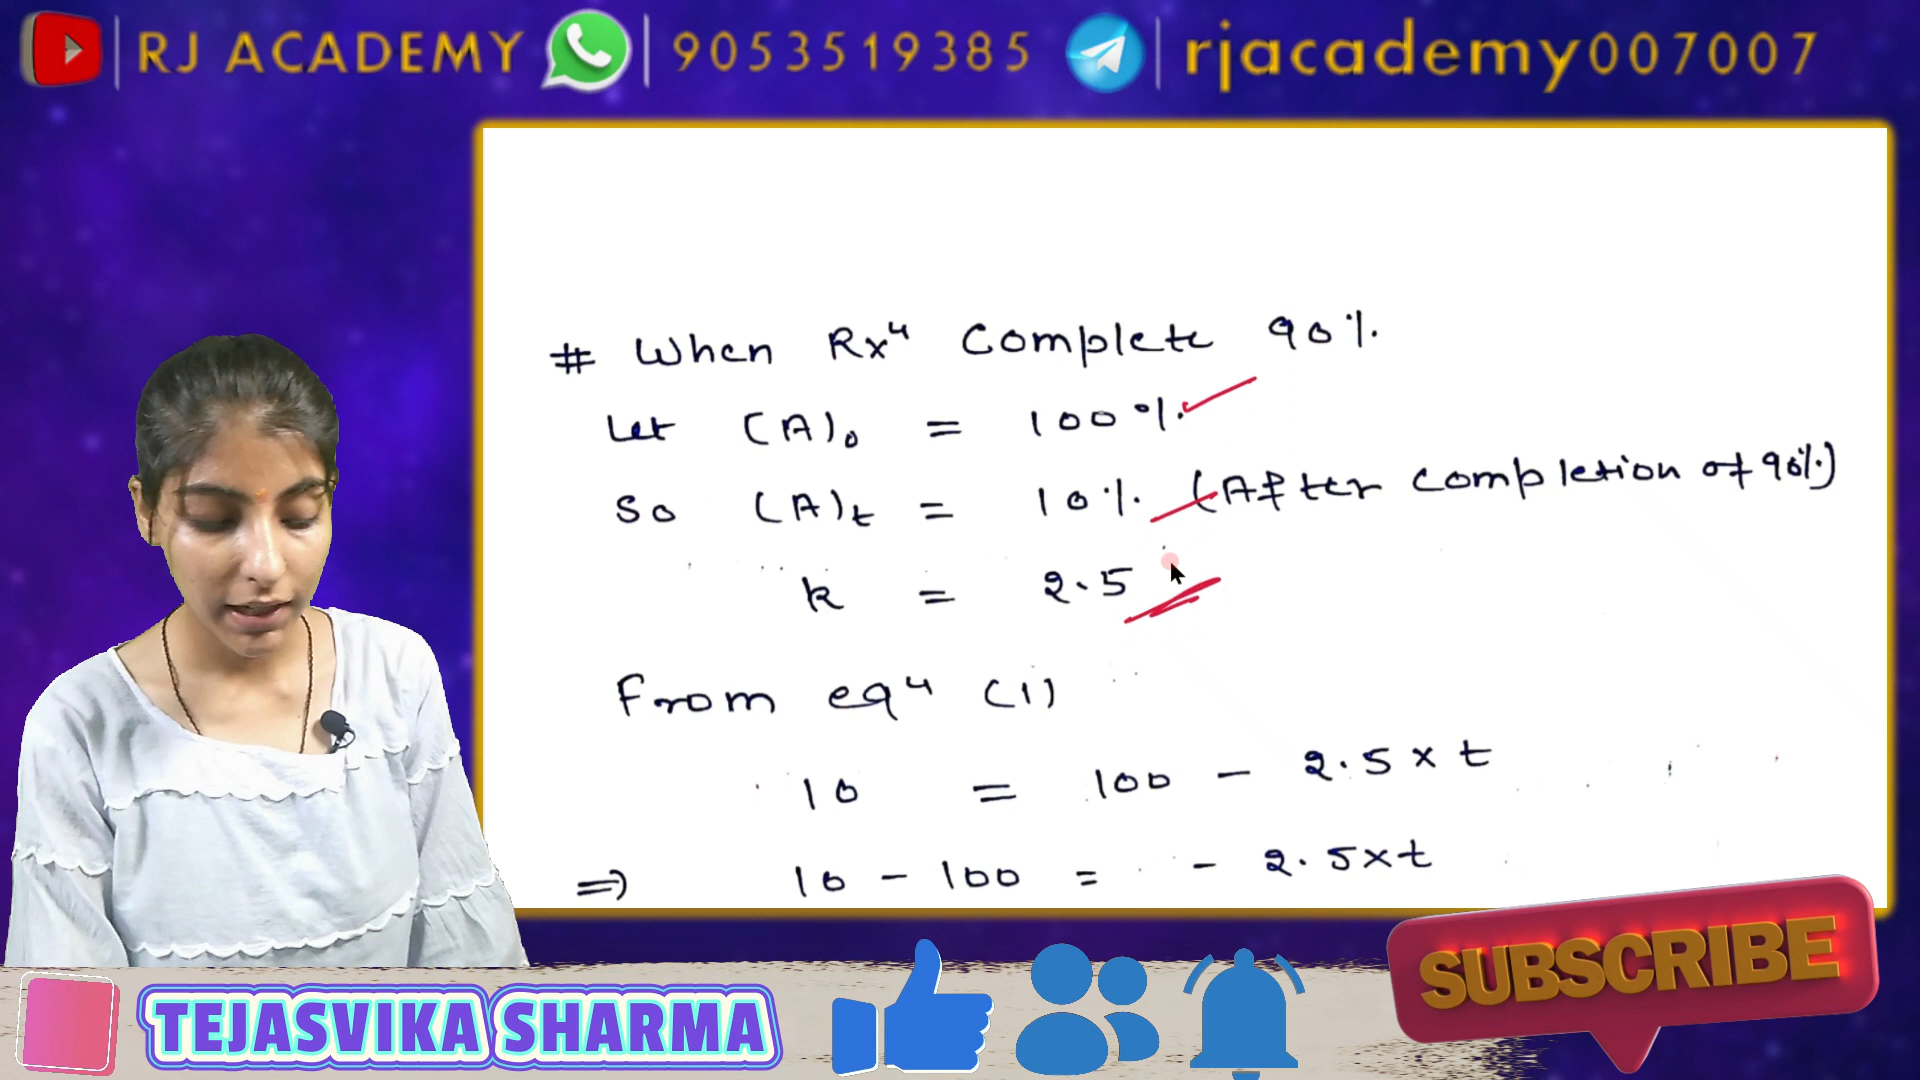 RJ ACADEMY 9053519385 rjacademy007007
# When Rxⁿ Complete 90%.
Let (A)₀ = 100%.
So (A)t = 10%. (After completion of 90%.)
k = 2.5
From eqⁿ (1)
10 = 100 - 2.5 x t
⇒ 10 - 100 = - 2.5xt
SUBSCRIBE
TEJASVIKA SHARMA